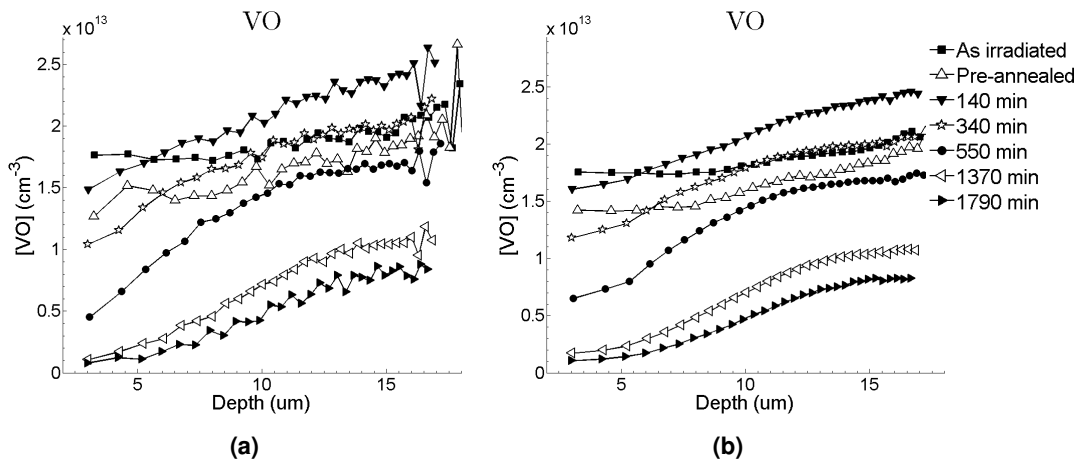 VO
x 10^13
[VO] (cm^-3)
2.5
2
1.5
1
0.5
0
5
10
15
Depth (um)
(a)
VO
x 10^13
[VO] (cm^-3)
2.5
2
1.5
1
0.5
0
5
10
15
Depth (um)
(b)
As irradiated
Pre-annealed
140 min
340 min
550 min
1370 min
1790 min